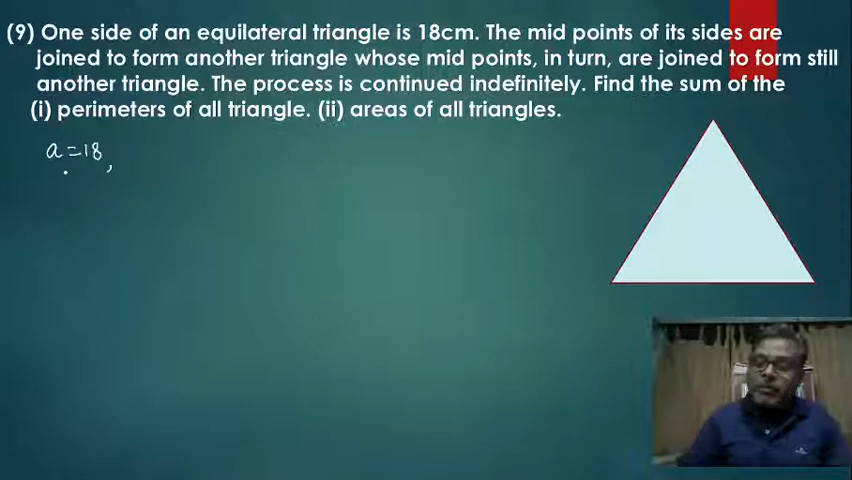 (9) One side of an equilateral triangle is 18cm. The mid points of its sides are
joined to form another triangle whose mid points, in turn, are joined to form still
another triangle. The process is continued indefinitely. Find the sum of the
(i) perimeters of all triangle. (ii) areas of all triangles.
a = 18,